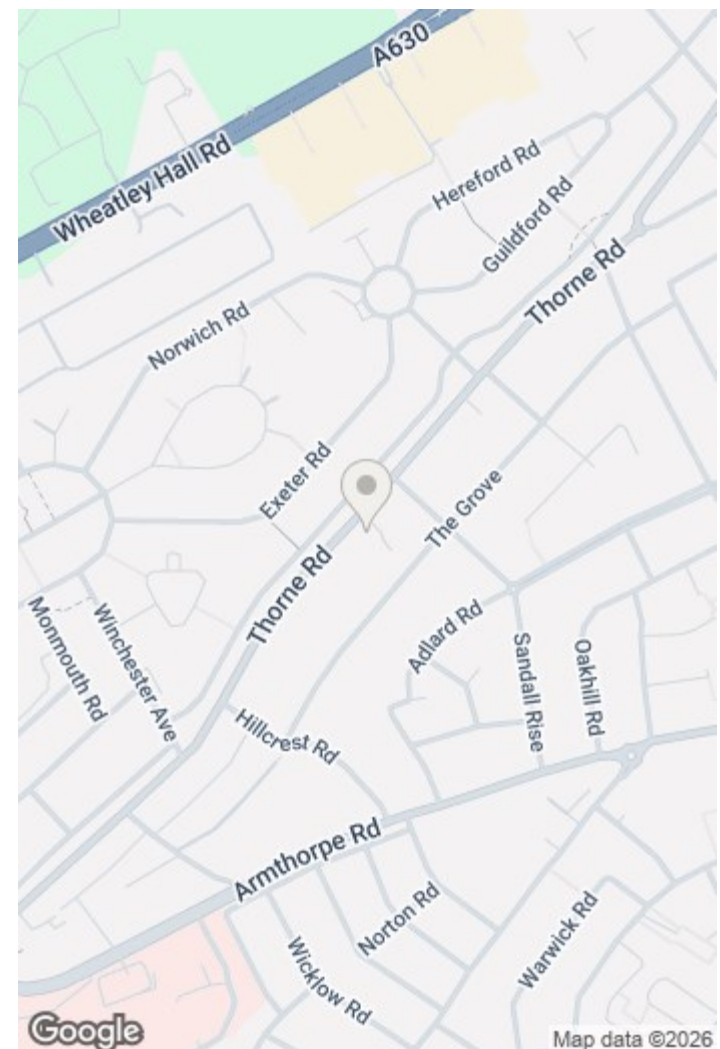 A630
Wheatley Hall Rd
Hereford Rd
Guildford Rd
Thorne Rd
Norwich Rd
Exeter Rd
The Grove
Thorne Rd
Adlard Rd
Monmouth Rd
Winchester Ave
Sandall Rise
Oakhill Rd
Hillcrest Rd
Armthorpe Rd
Norton Rd
Warwick Rd
Wicklow Rd
Google
Map data ©2026